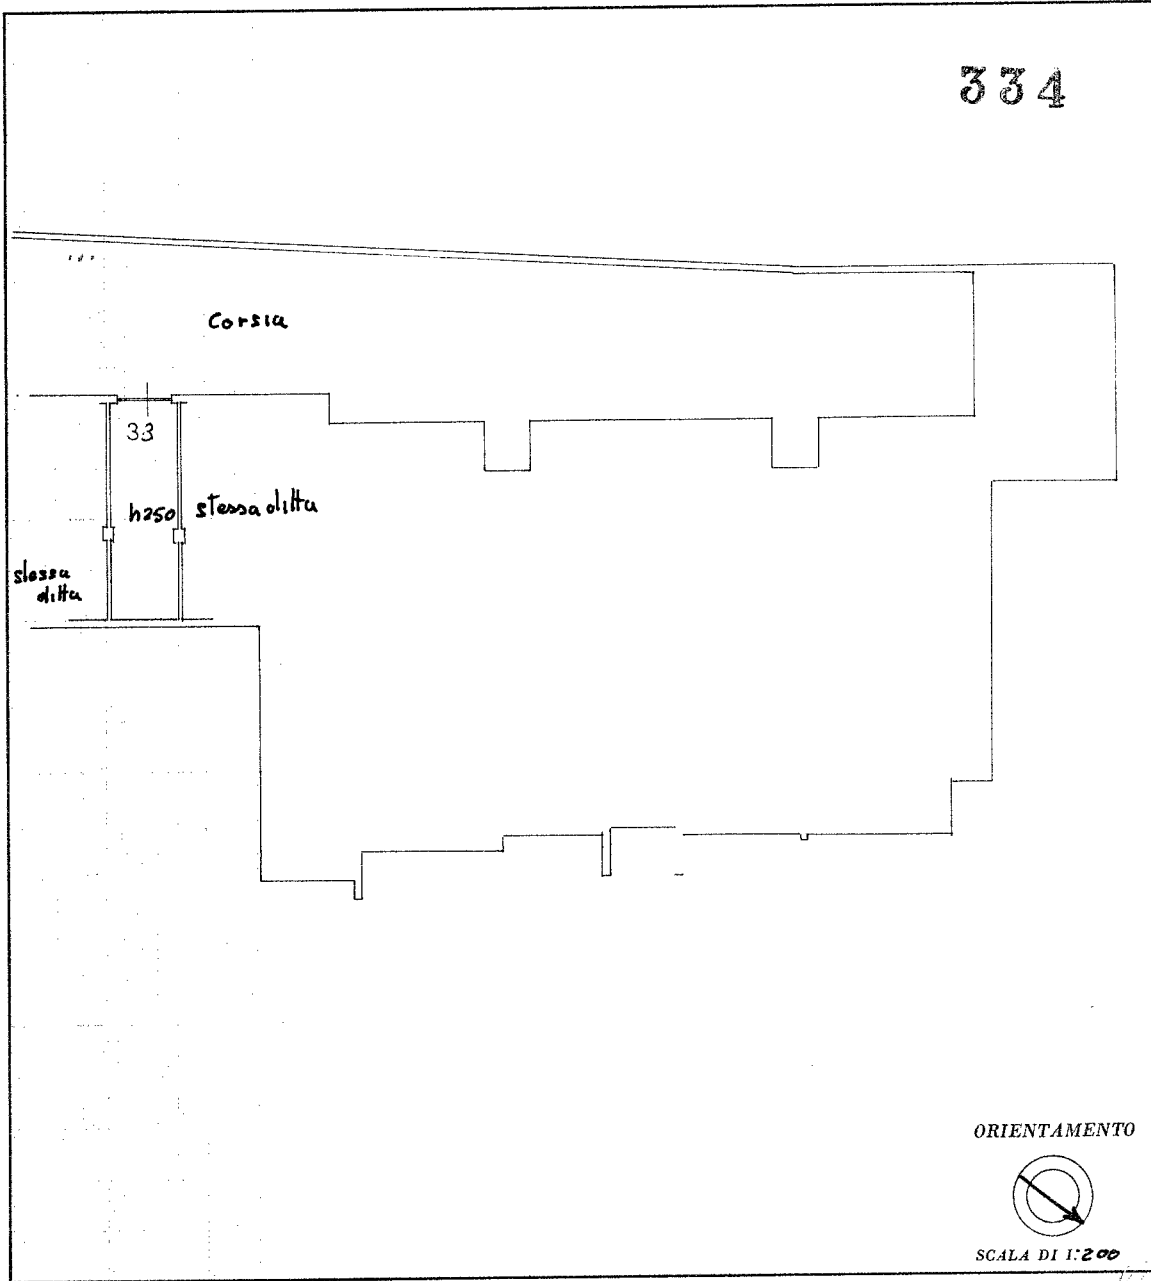 334
Corsia
33
h250 stessa ditta
stessa
ditta
ORIENTAMENTO
SCALA DI 1:200